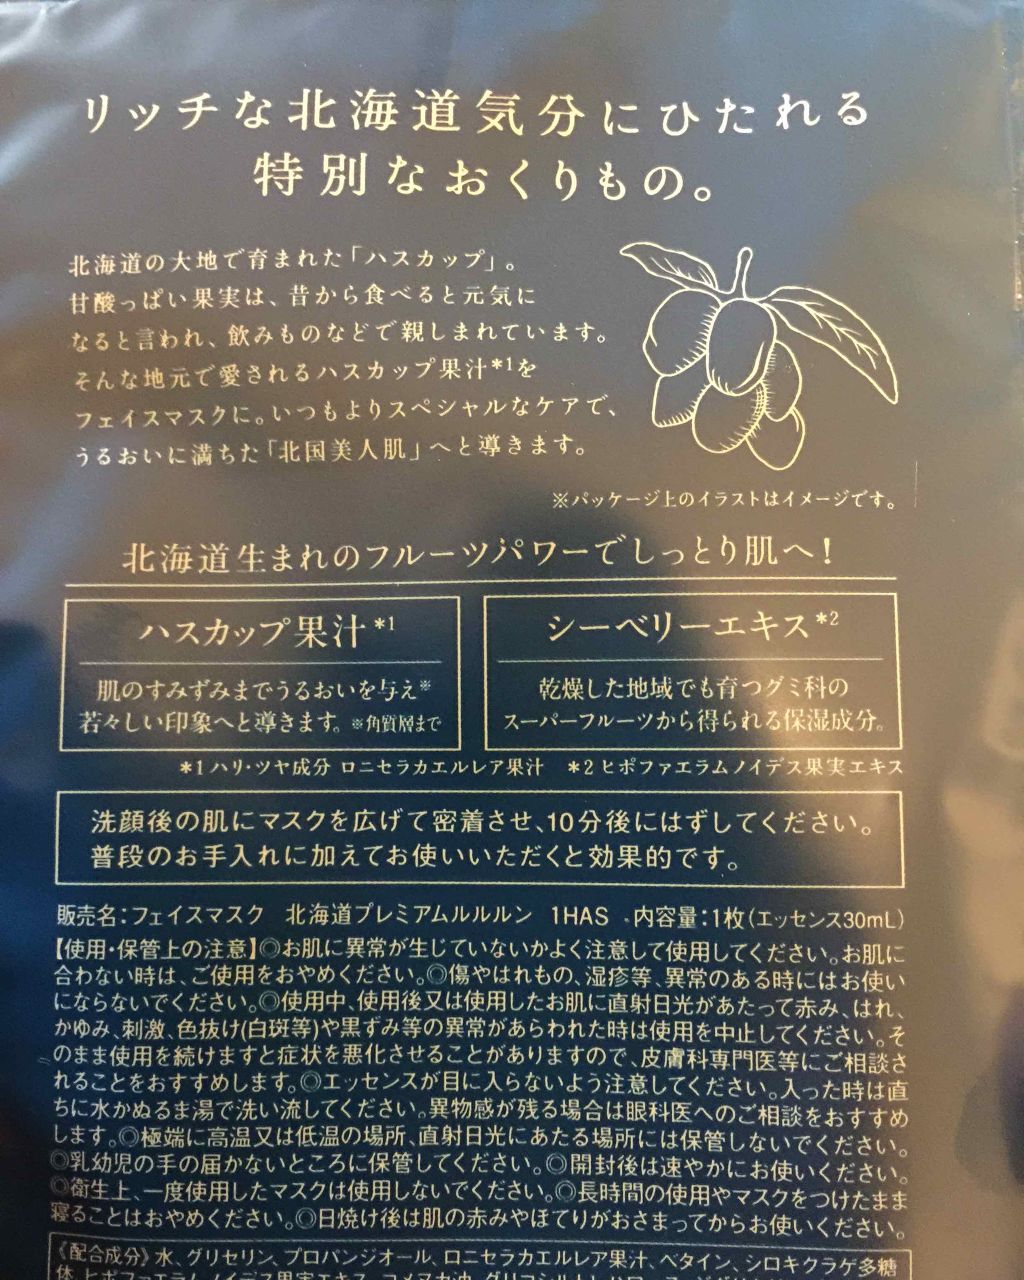 リッチな北海道気分にひたれる
特別なおくりもの。
北海道の大地で育まれた「ハスカップ」。
甘酸っぱい果実は、昔から食べると元気に
なると言われ、飲みものなどで親しまれています。
そんな地元で愛されるハスカップ果汁*1を
フェイスマスクに。いつもよりスペシャルなケアで、
うるおいに満ちた「北国美人肌」へと導きます。
※パッケージ上のイラストはイメージです。
北海道生まれのフルーツパワーでしっとり肌へ!
ハスカップ果汁*1
肌のすみずみまでうるおいを与え※
若々しい印象へと導きます。※角質層まで
シーベリーエキス*2
乾燥した地域でも育つグミ科の
スーパーフルーツから得られる保湿成分。
*1 ハリ・ツヤ成分 ロニセラカエルレア果汁 *2 ヒポファエラムノイデス果実エキス
洗顔後の肌にマスクを広げて密着させ、10分後にはずしてください。
普段のお手入れに加えてお使いいただくと効果的です。
販売名:フェイスマスク 北海道プレミアムルルルン 1HAS 内容量:1枚(エッセンス30mL)
【使用・保管上の注意】◎お肌に異常が生じていないかよく注意して使用してください。お肌に
合わない時は、ご使用をおやめください。◎傷やはれもの、湿疹等、異常のある時にはお使い
にならないでください。◎使用中、使用後又は使用したお肌に直射日光があたって赤み、はれ、
かゆみ、刺激、色抜け(白斑等)や黒ずみ等の異常があらわれた時は使用を中止してください。そ
のまま使用を続けますと症状を悪化させることがありますので、皮膚科専門医等にご相談さ
れることをおすすめします。◎エッセンスが目に入らないよう注意してください。入った時は直
ちに水かぬるま湯で洗い流してください。異物感が残る場合は眼科医へのご相談をおすすめ
します。◎極端に高温又は低温の場所、直射日光にあたる場所には保管しないでください。
◎乳幼児の手の届かないところに保管してください。◎開封後は速やかにお使いください。
◎衛生上、一度使用したマスクは使用しないでください。◎長時間の使用やマスクをつけたまま
寝ることはおやめください。◎日焼け後は肌の赤みやほてりがおさまってからお使いください。
《配合成分》水、グリセリン、プロパンジオール、ロニセラカエルレア果汁、ベタイン、シロキクラゲ多糖
体、ヒポファエラムノイデス果実エキス、コメヌカ油、